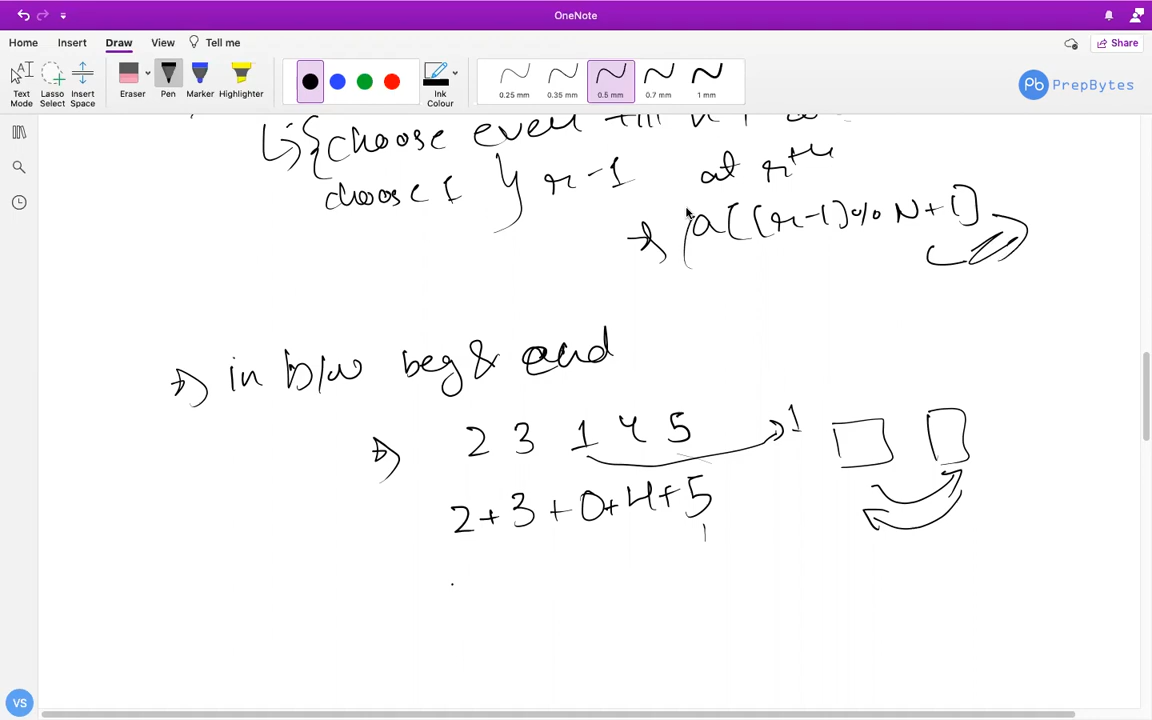 OneNote
Home Insert Draw View Tell me Share
Text Mode Lasso Select Insert Space Eraser Pen Marker Highlighter Ink Colour 0.25 mm 0.35 mm 0.5 mm 0.7 mm 1 mm
Pb PrepBytes
{choose even till
choose 1 } r-1 at rth
→ a[(r-1)%N+1]
→ in b/w beg & end
→ 2 3 1 4 5 → 1
2+3+0+4+5
VS